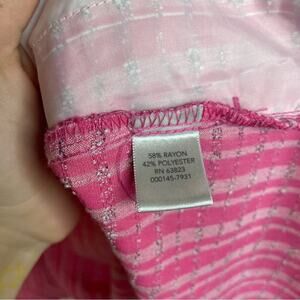 58% RAYON
42% POLYESTER
RN 63823
000145-7931